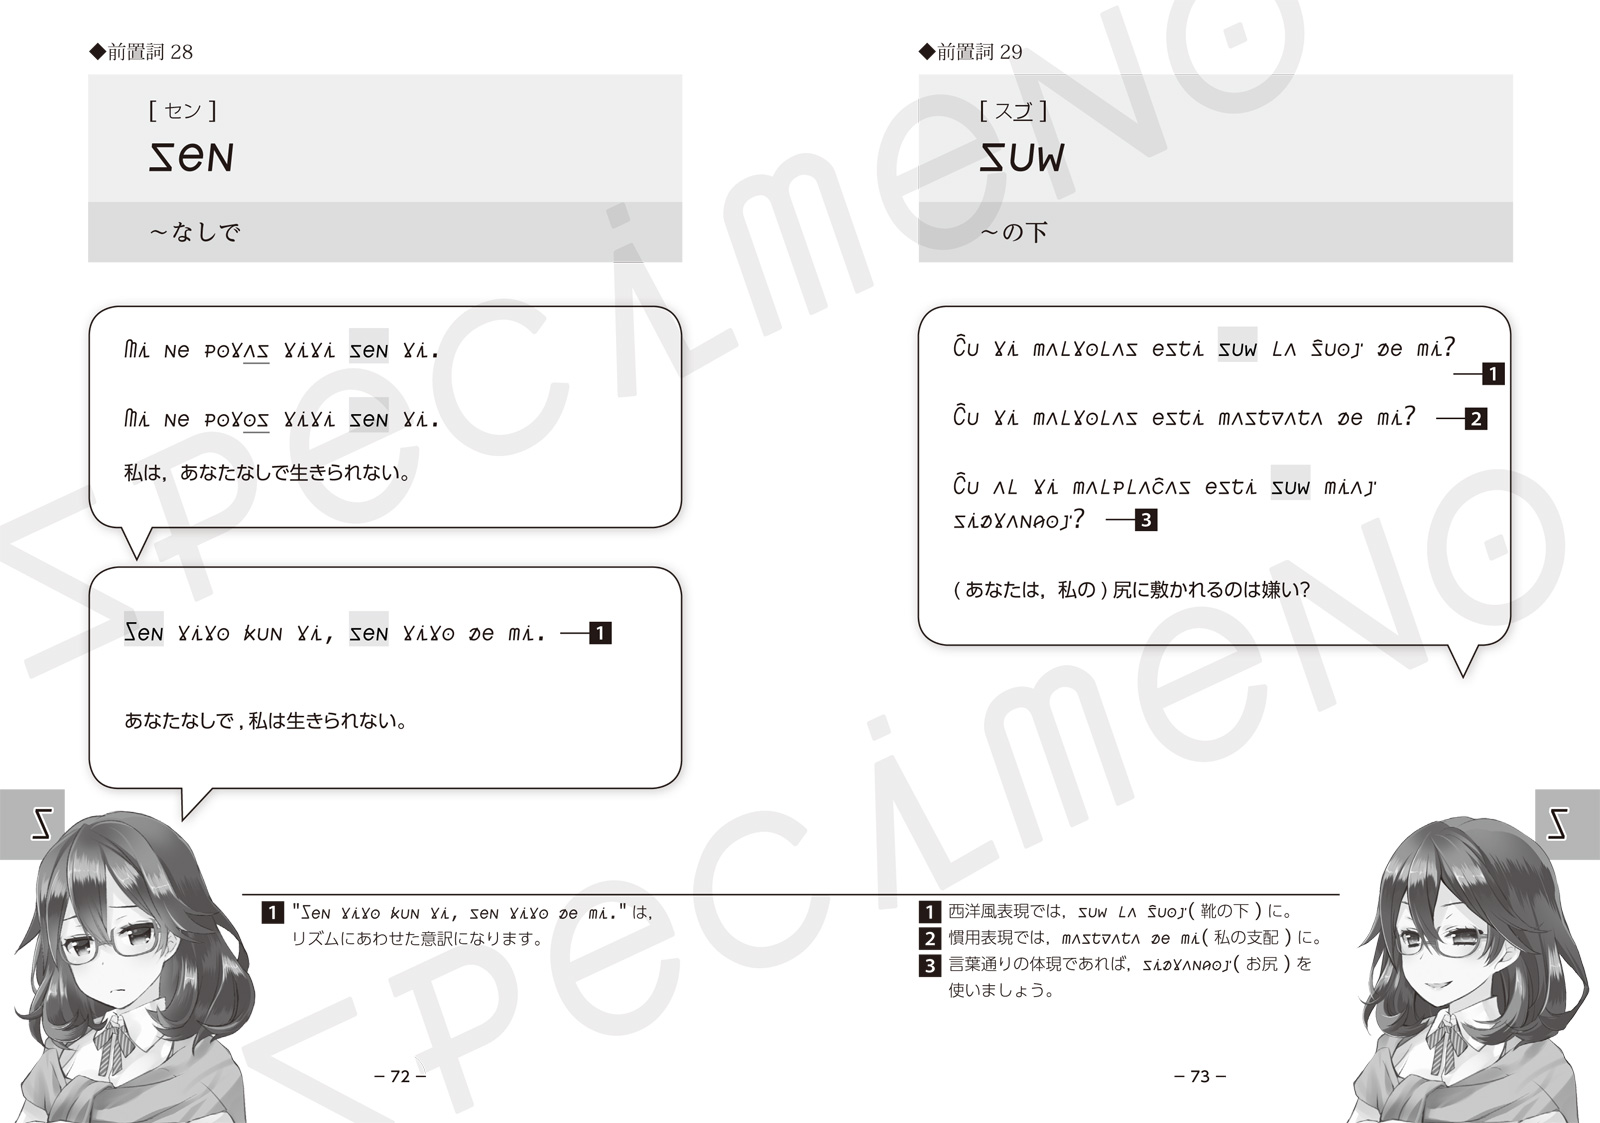 ◆前置詞 28
[ セン ]
sen
～なしで
Mi ne povas vivi sen vi.
Mi ne povos vivi sen vi.
私は，あなたなしで生きられない。
Sen vivo kun vi, sen vivo de mi. 1
あなたなしで , 私は生きられない。
S
1 "Sen vivo kun vi, sen vivo de mi." は，
リズムにあわせた意訳になります。
– 72 –
◆前置詞 29
[ スブ ]
sub
～の下
Ĉu vi malvolas esti sub la ŝuoj de mi?
1
Ĉu vi malvolas esti mastrata de mi? 2
Ĉu al vi malplaĉas esti sub miaj
sidvangoj? 3
( あなたは，私の ) 尻に敷かれるのは嫌い?
S
1 西洋風表現では，sub la ŝuoj( 靴の下 ) に。
2 慣用表現では，mastrata de mi( 私の支配 ) に。
3 言葉通りの体現であれば，sidvangoj( お尻 ) を
使いましょう。
– 73 –
Specimeno
Specimeno